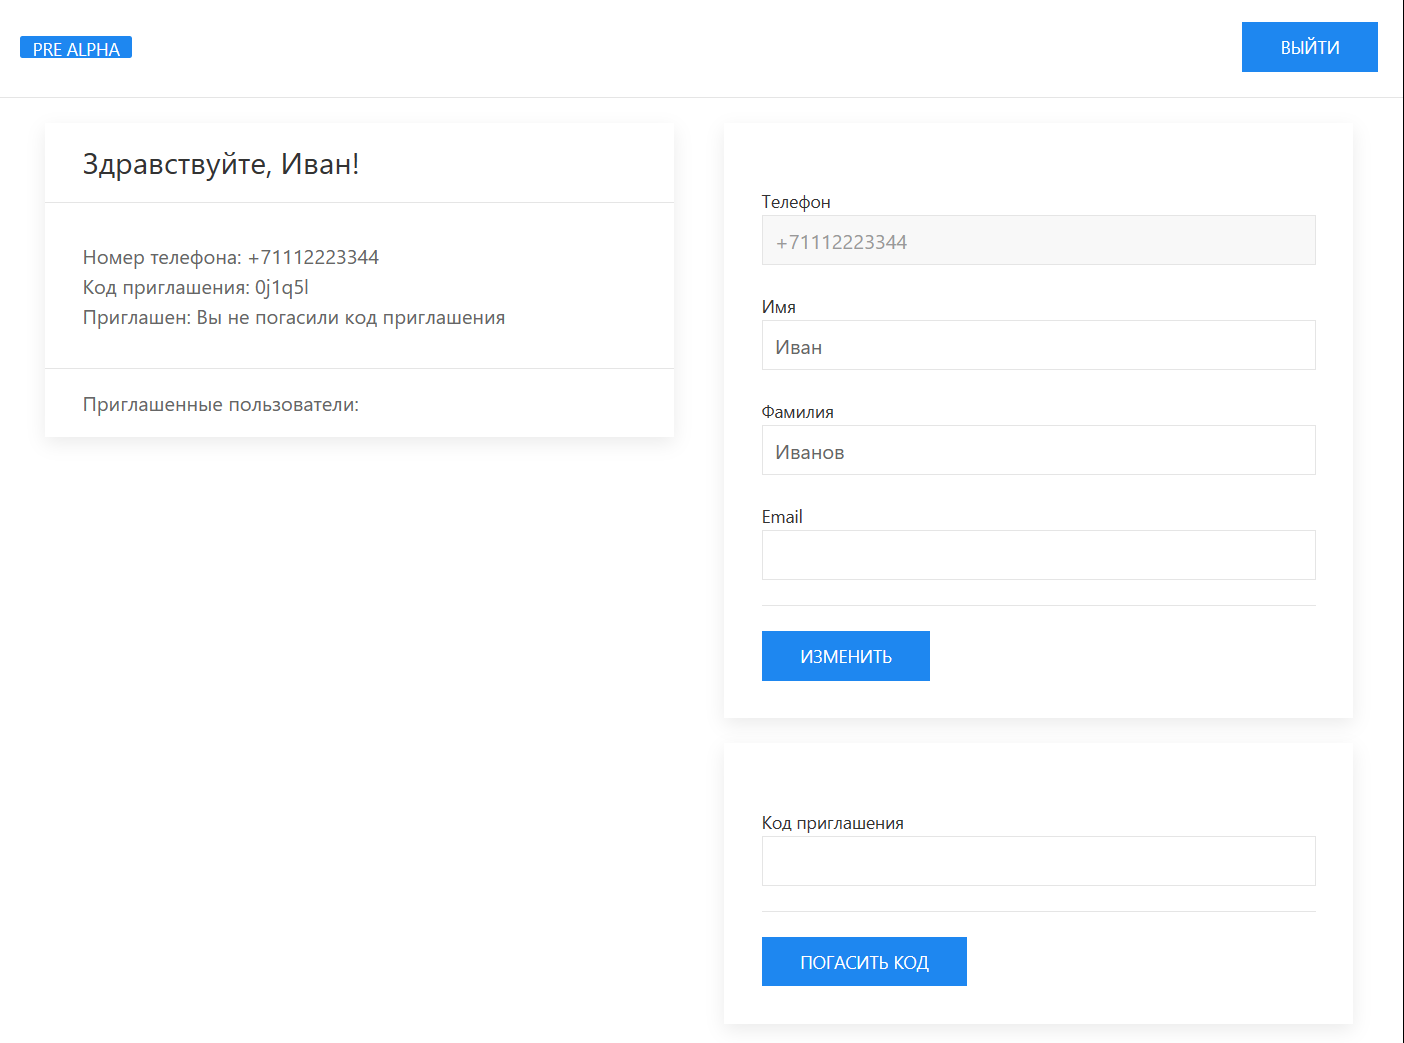 PRE ALPHA
ВЫЙТИ
Здравствуйте, Иван!
Номер телефона: +71112223344
Код приглашения: 0j1q5l
Приглашен: Вы не погасили код приглашения
Приглашенные пользователи:
Телефон
+71112223344
Имя
Иван
Фамилия
Иванов
Email
ИЗМЕНИТЬ
Код приглашения
ПОГАСИТЬ КОД